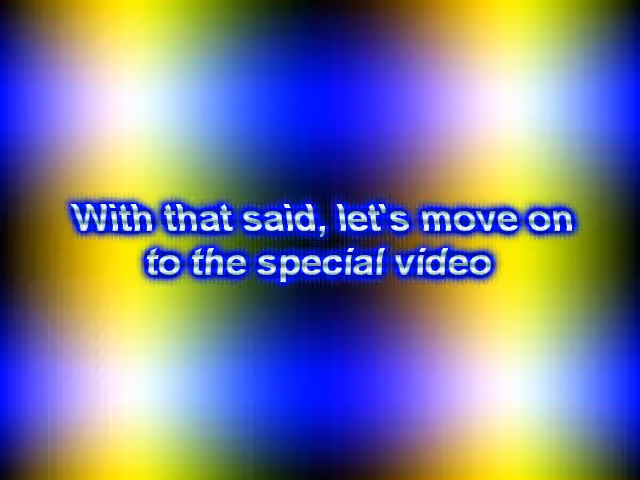 With that said, let's move on
to the special video